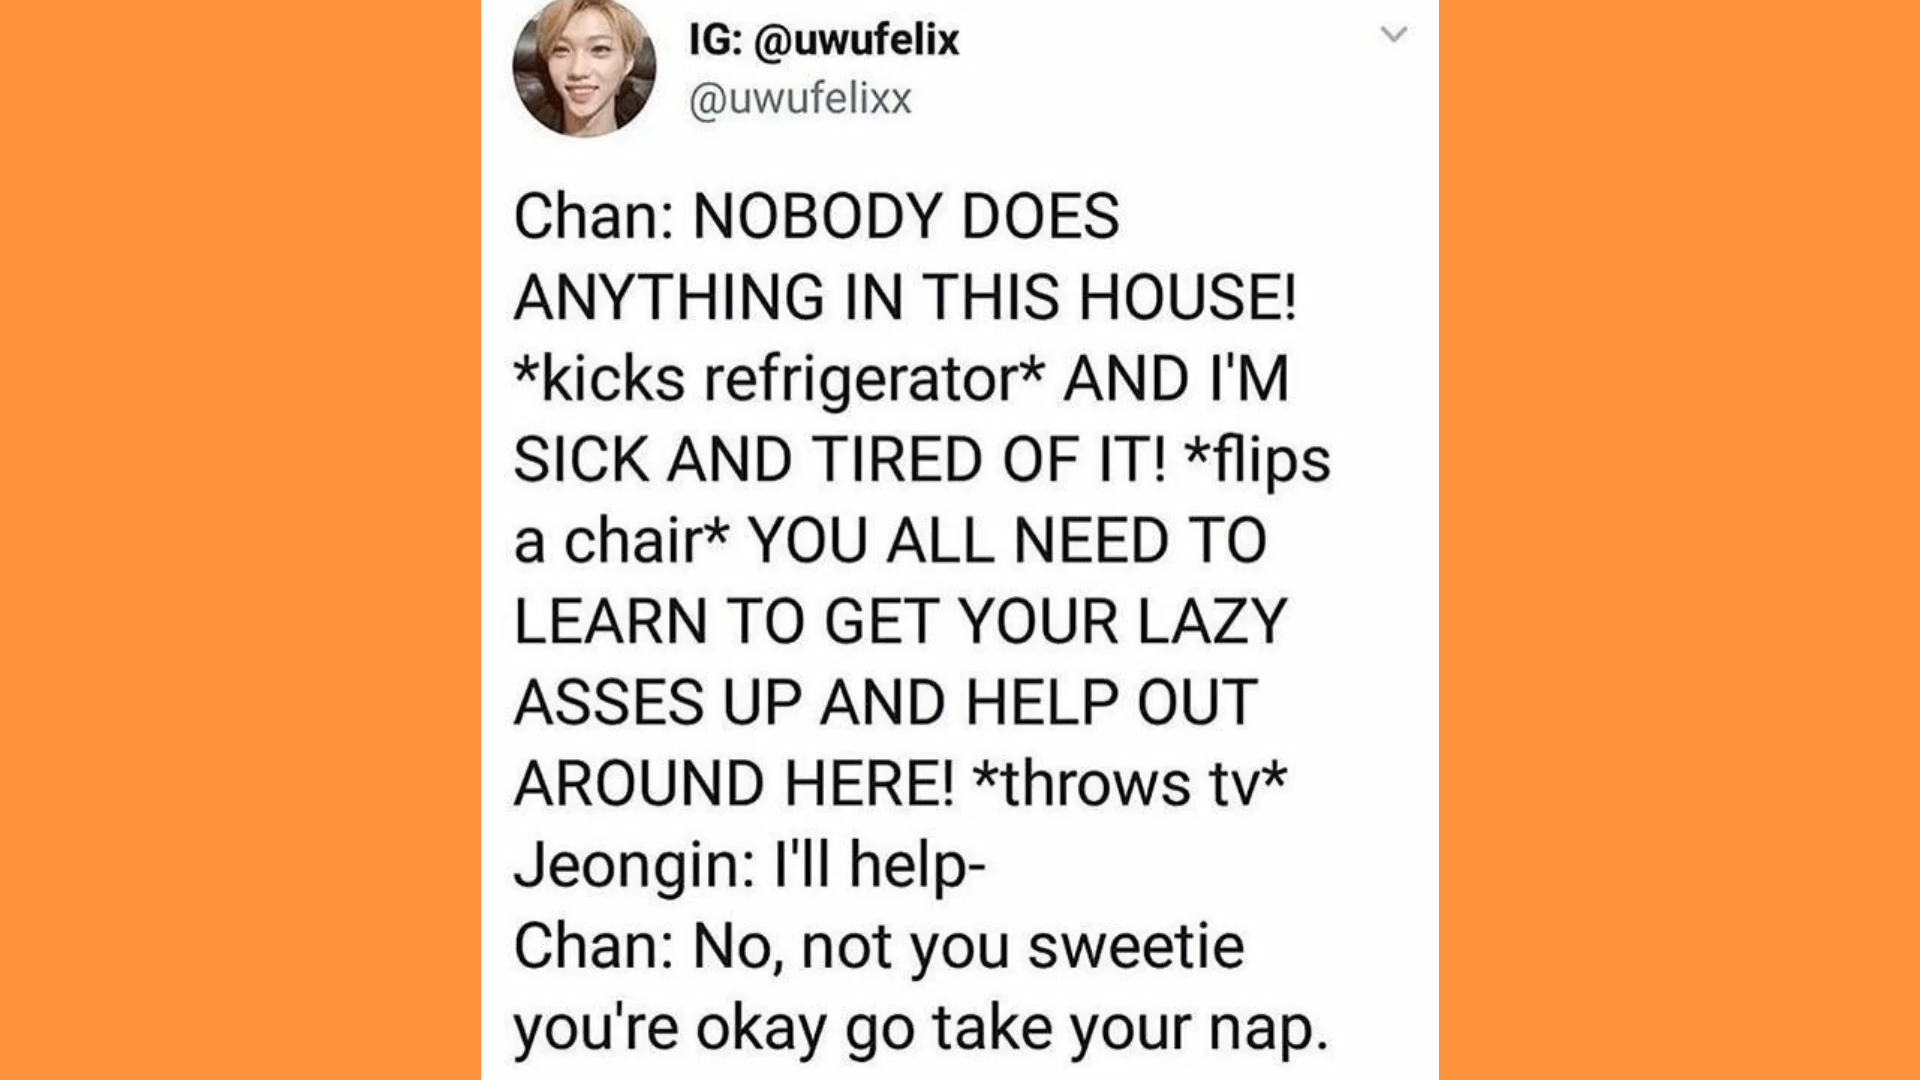 IG: @uwufelix
@uwufelixx
Chan: NOBODY DOES
ANYTHING IN THIS HOUSE!
*kicks refrigerator* AND I'M
SICK AND TIRED OF IT! *flips
a chair* YOU ALL NEED TO
LEARN TO GET YOUR LAZY
ASSES UP AND HELP OUT
AROUND HERE! *throws tv*
Jeongin: I'll help-
Chan: No, not you sweetie
you're okay go take your nap.